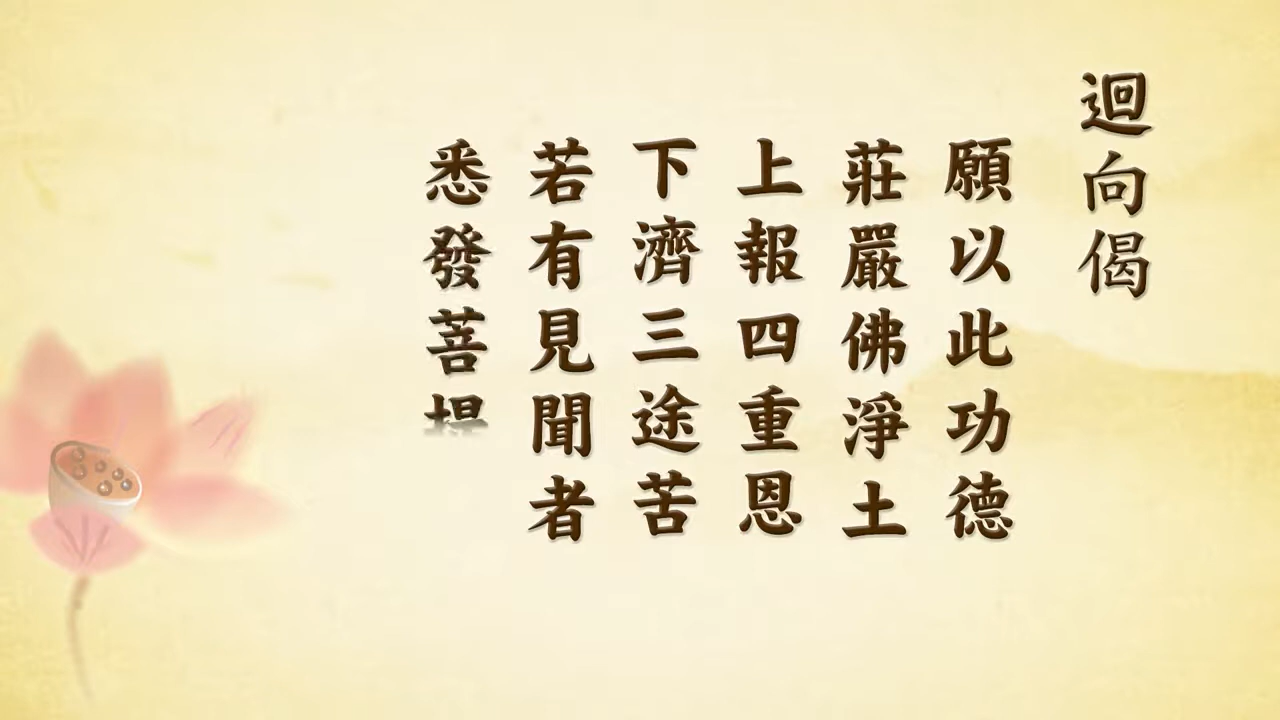 迴向偈
願以此功德
莊嚴佛淨土
上報四重恩
下濟三途苦
若有見聞者
悉發菩